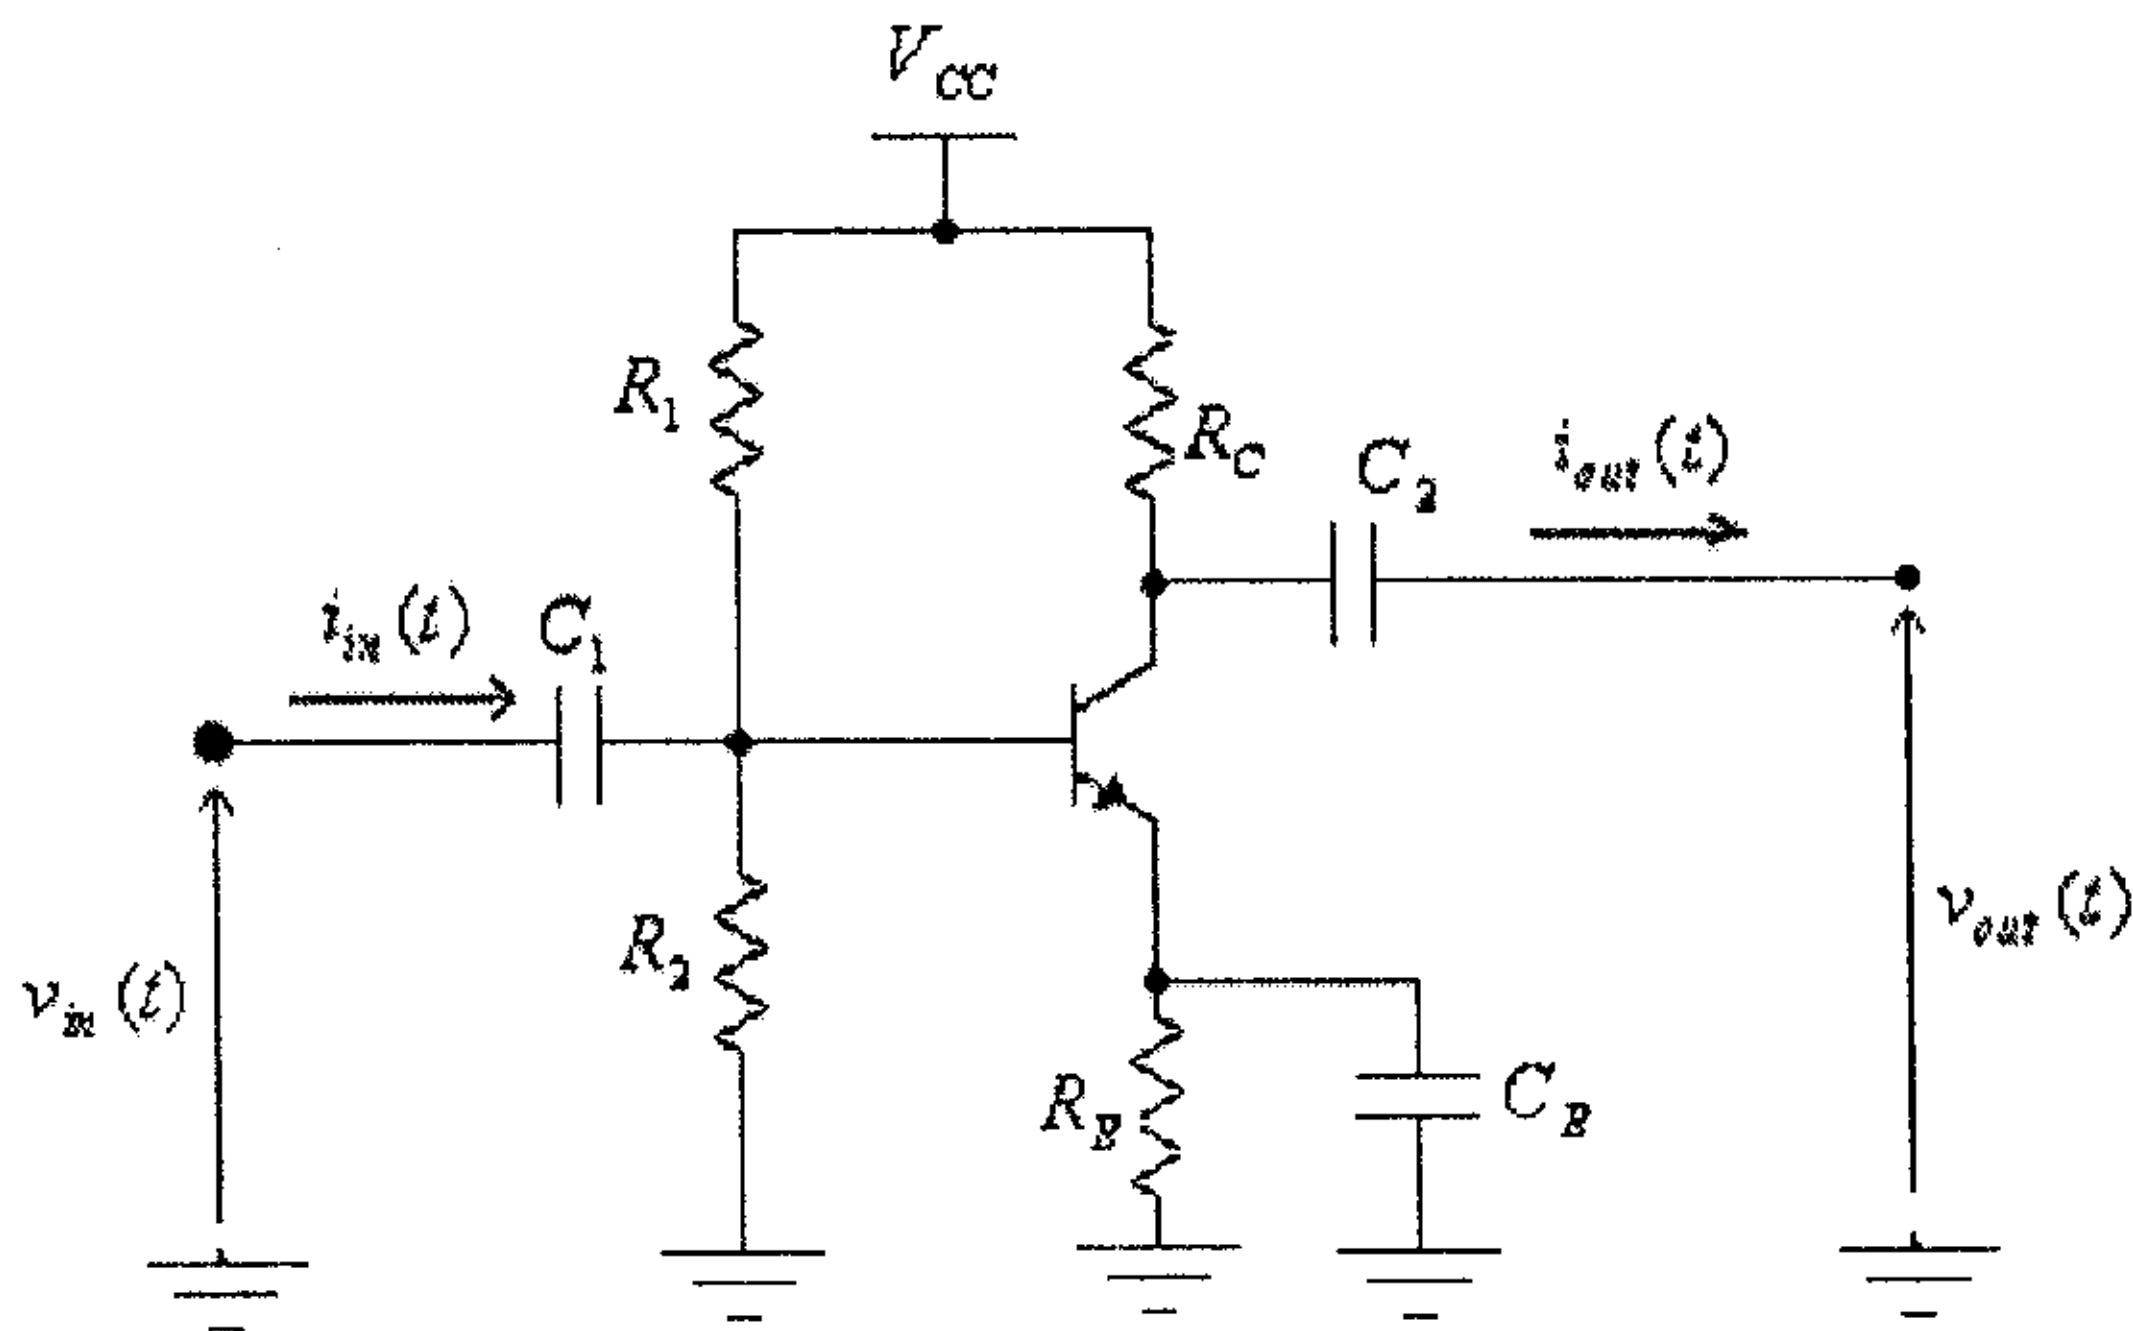 V_CC
R_1
R_C
C_2
i_out(t)
i_in(t)
C_1
R_2
v_in(t)
v_out(t)
R_E
C_E